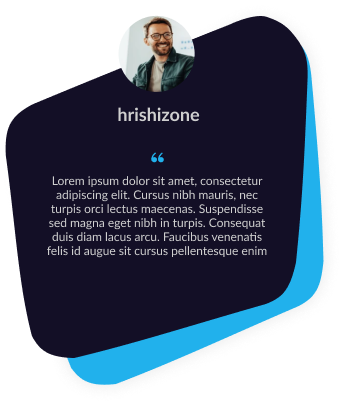 hrishizone
“
Lorem ipsum dolor sit amet, consectetur
adipiscing elit. Cursus nibh mauris, nec
turpis orci lectus maecenas. Suspendisse
sed magna eget nibh in turpis. Consequat
duis diam lacus arcu. Faucibus venenatis
felis id augue sit cursus pellentesque enim